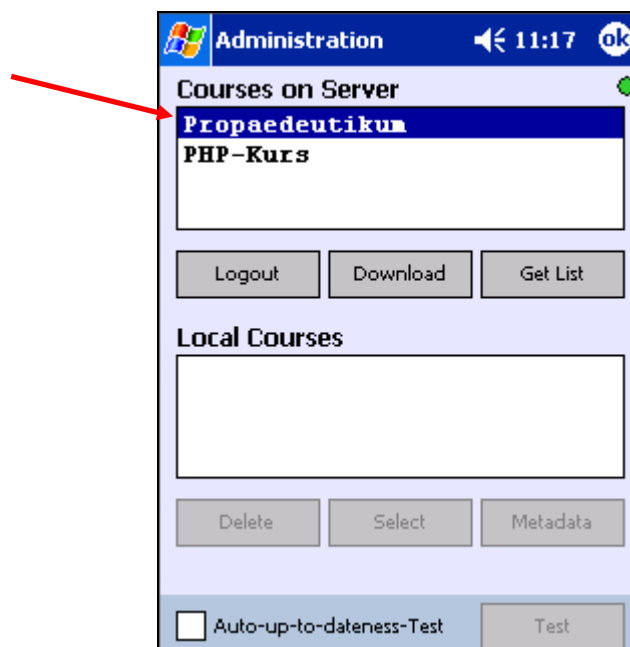 Administration 11:17 ok
Courses on Server
Propaedeutikum
PHP-Kurs
Logout Download Get List
Local Courses
Delete Select Metadata
Auto-up-to-dateness-Test Test